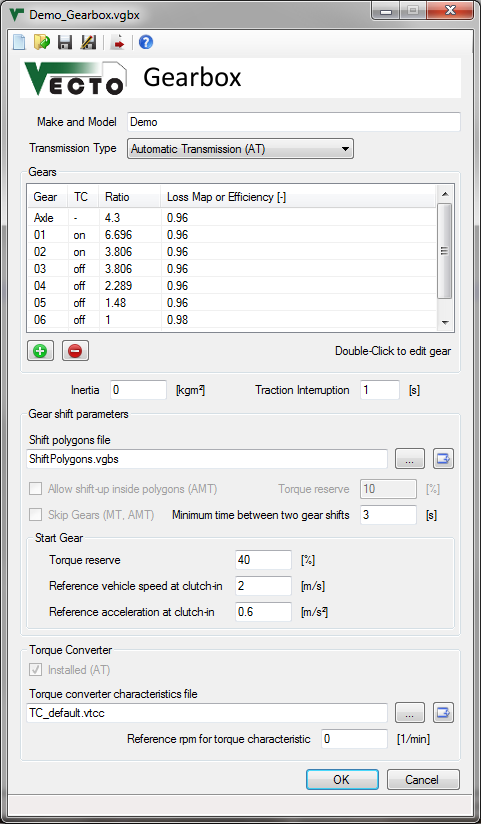 Demo_Gearbox.vgbx
VECTO Gearbox
Make and Model Demo
Transmission Type Automatic Transmission (AT)
Gears
Gear TC Ratio Loss Map or Efficiency [-]
Axle - 4.3 0.96
01 on 6.696 0.96
02 on 3.806 0.96
03 off 3.806 0.96
04 off 2.289 0.96
05 off 1.48 0.96
06 off 1 0.98
Double-Click to edit gear
Inertia 0 [kgm²] Traction Interruption 1 [s]
Gear shift parameters
Shift polygons file
ShiftPolygons.vgbs ...
Allow shift-up inside polygons (AMT) Torque reserve 10 [%]
Skip Gears (MT, AMT) Minimum time between two gear shifts 3 [s]
Start Gear
Torque reserve 40 [%]
Reference vehicle speed at clutch-in 2 [m/s]
Reference acceleration at clutch-in 0.6 [m/s²]
Torque Converter
Installed (AT)
Torque converter characteristics file
TC_default.vtcc ...
Reference rpm for torque characteristic 0 [1/min]
OK Cancel